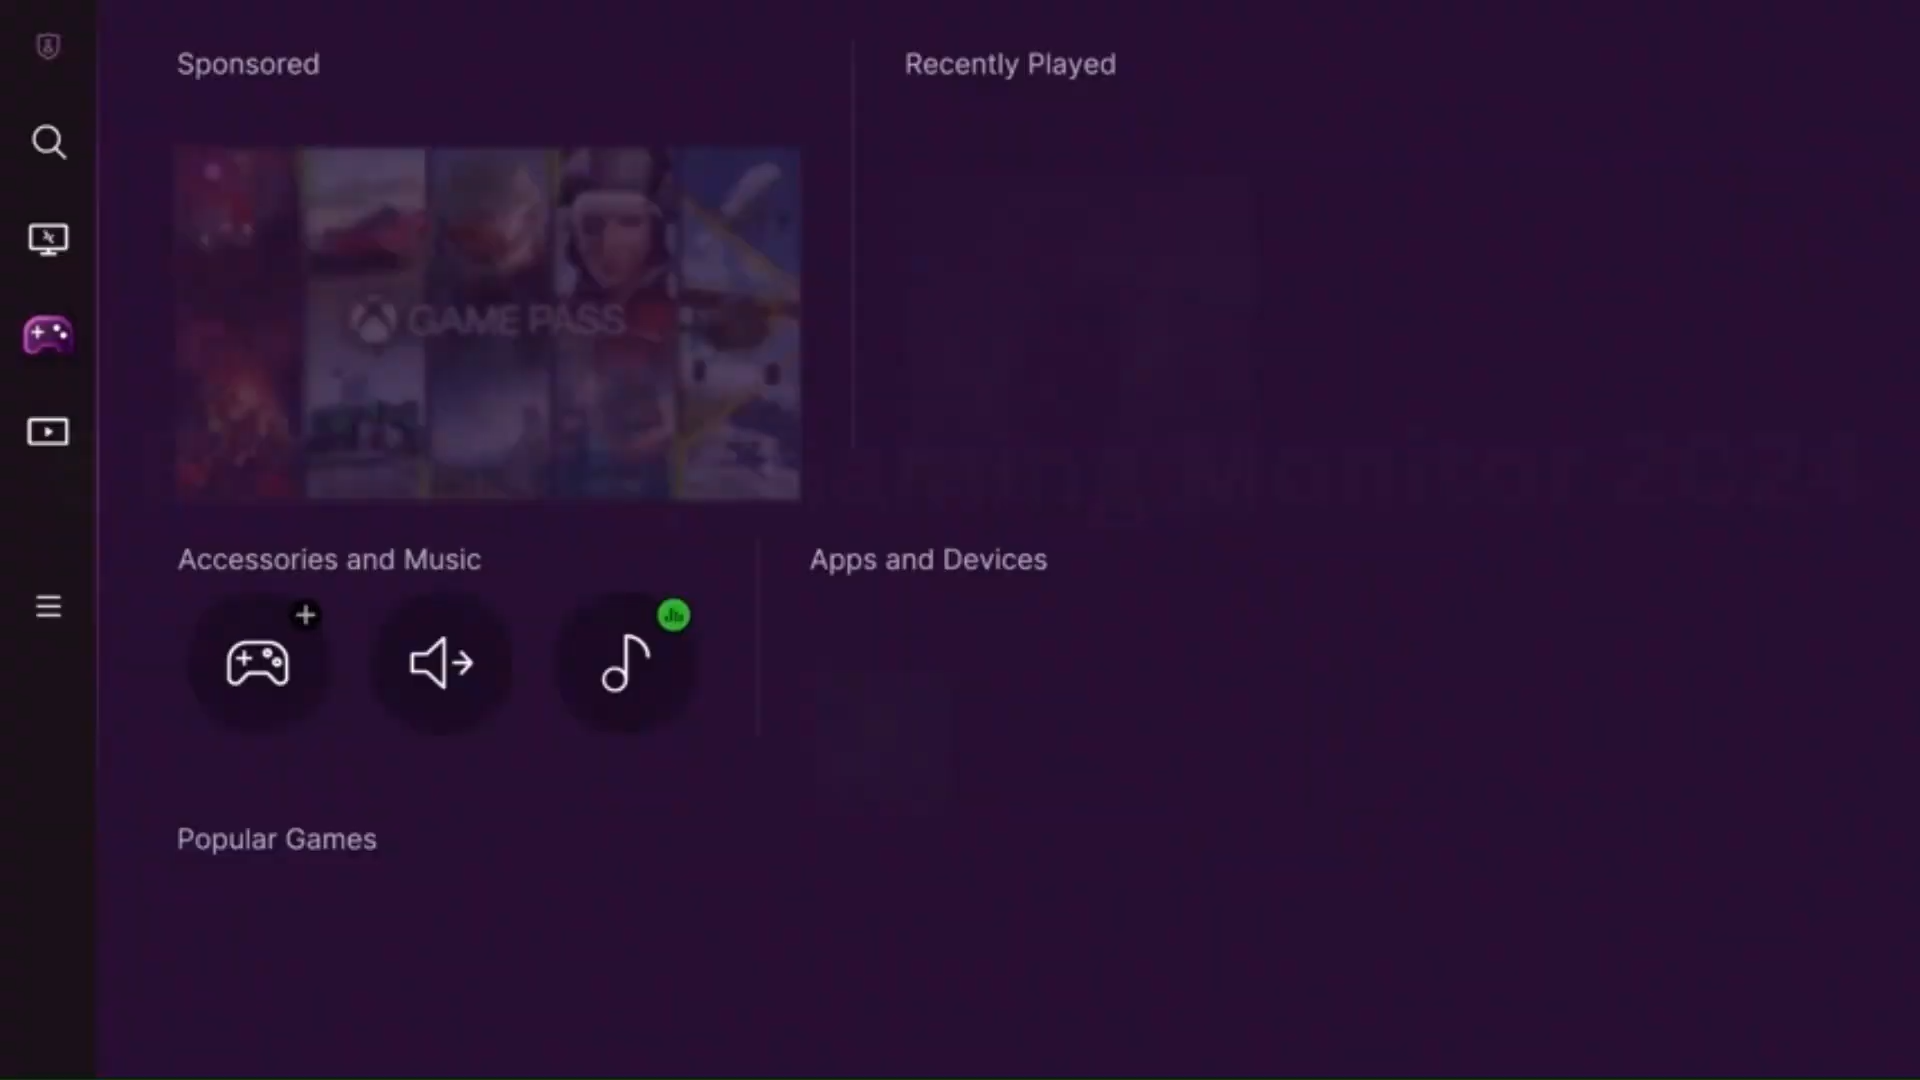 Sponsored
Recently Played
GAME PASS
Accessories and Music
Apps and Devices
Popular Games